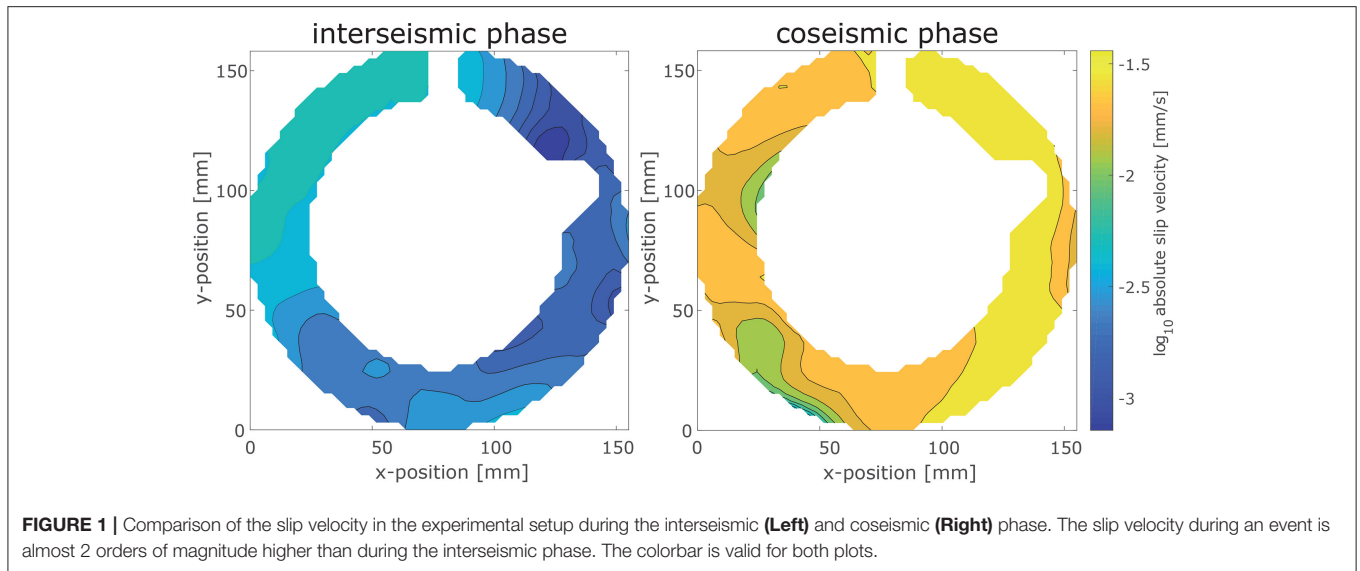 interseismic phase
coseismic phase
150
100
50
0
y-position [mm]
0
50
100
150
x-position [mm]
150
100
50
0
y-position [mm]
0
50
100
150
x-position [mm]
-1.5
-2
-2.5
-3
log10 absolute slip velocity [mm/s]
FIGURE 1 | Comparison of the slip velocity in the experimental setup during the interseismic (Left) and coseismic (Right) phase. The slip velocity during an event is
almost 2 orders of magnitude higher than during the interseismic phase. The colorbar is valid for both plots.